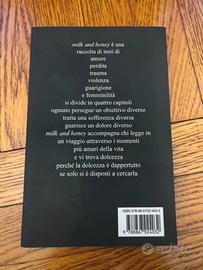 milk and honey è una
raccolta di testi di
amore
perdita
trauma
violenza
guarigione
e femminilità
si divide in quattro capitoli
ognuno persegue un obiettivo diverso
tratta una sofferenza diversa
guarisce un dolore diverso
milk and honey accompagna chi legge in
un viaggio attraverso i momenti
più amari della vita
e vi trova dolcezza
perché la dolcezza è dappertutto
se solo si è disposti a cercarla
subito.it